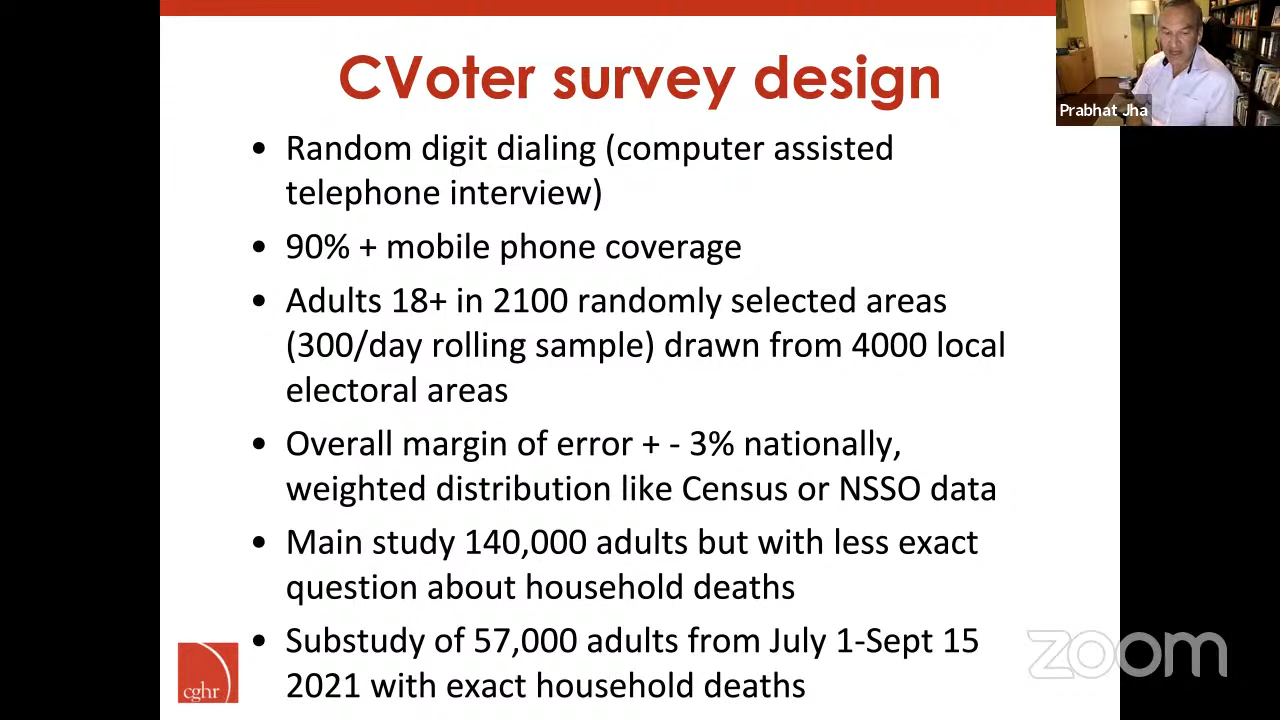 CVoter survey design
Prabhat Jha
• Random digit dialing (computer assisted
telephone interview)
• 90% + mobile phone coverage
• Adults 18+ in 2100 randomly selected areas
(300/day rolling sample) drawn from 4000 local
electoral areas
• Overall margin of error + - 3% nationally,
weighted distribution like Census or NSSO data
• Main study 140,000 adults but with less exact
question about household deaths
• Substudy of 57,000 adults from July 1-Sept 15
2021 with exact household deaths
cghr
zoom